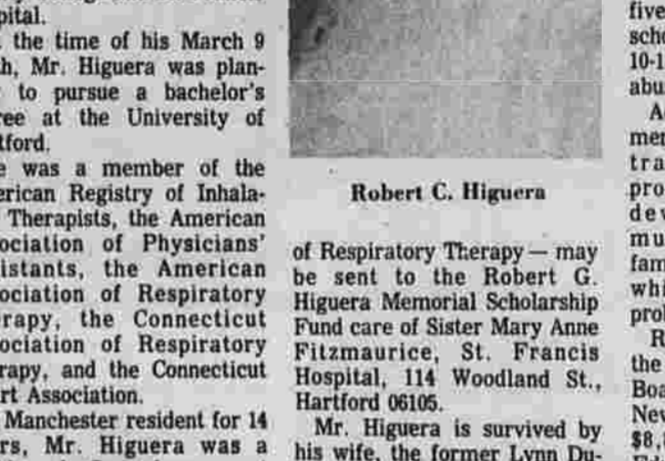 pital.
the time of his March 9
h, Mr. Higuera was plan-
to pursue a bachelor's
ree at the University of
tford.
e was a member of the
erican Registry of Inhala-
Therapists, the American
ociation of Physicians'
istants, the American
ociation of Respiratory
rapy, the Connecticut
ociation of Respiratory
rapy, and the Connecticut
rt Association.
Manchester resident for 14
rs, Mr. Higuera was a
Robert C. Higuera
of Respiratory Therapy — may
be sent to the Robert G.
Higuera Memorial Scholarship
Fund care of Sister Mary Anne
Fitzmaurice, St. Francis
Hospital, 114 Woodland St.,
Hartford 06105.
Mr. Higuera is survived by
his wife, the former Lynn Du-
five
scho
10-1
abu
A
mer
tra
pro
dev
mu
fam
whi
prol
R
the
Boa
Nev
$8,